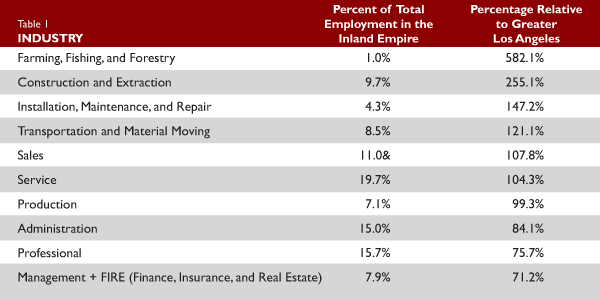 Table 1
INDUSTRY
Percent of Total
Employment in the
Inland Empire
Percentage Relative
to Greater
Los Angeles
Farming, Fishing, and Forestry 1.0% 582.1%
Construction and Extraction 9.7% 255.1%
Installation, Maintenance, and Repair 4.3% 147.2%
Transportation and Material Moving 8.5% 121.1%
Sales 11.0& 107.8%
Service 19.7% 104.3%
Production 7.1% 99.3%
Administration 15.0% 84.1%
Professional 15.7% 75.7%
Management + FIRE (Finance, Insurance, and Real Estate) 7.9% 71.2%